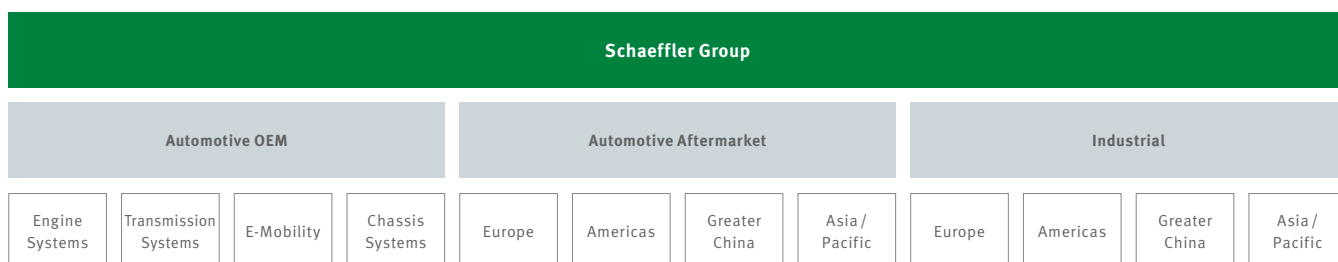 Schaeffler Group
Automotive OEM
Automotive Aftermarket
Industrial
Engine
Systems
Transmission
Systems
E-Mobility
Chassis
Systems
Europe
Americas
Greater
China
Asia/
Pacific
Europe
Americas
Greater
China
Asia/
Pacific